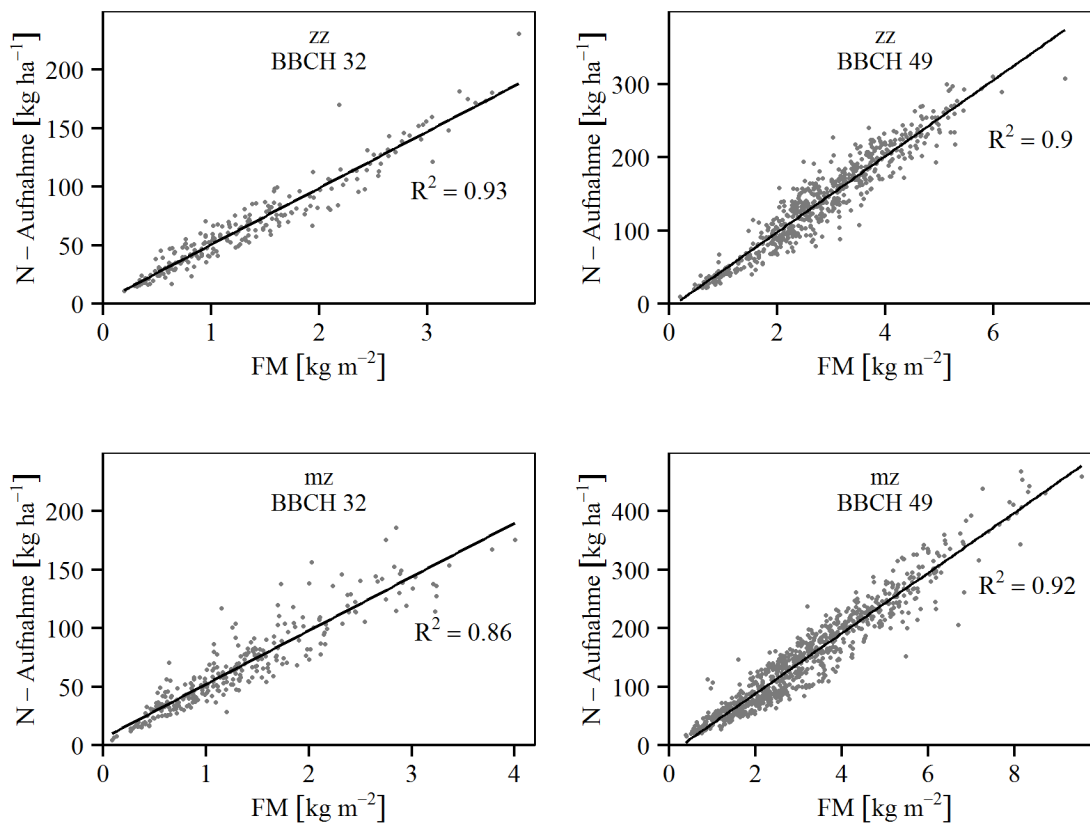 zz
BBCH 32
N − Aufnahme [kg ha⁻¹]
200
150
100
50
0
R² = 0.93
0 1 2 3
FM [kg m⁻²]
zz
BBCH 49
N − Aufnahme [kg ha⁻¹]
300
200
100
0
R² = 0.9
0 2 4 6
FM [kg m⁻²]
mz
BBCH 32
N − Aufnahme [kg ha⁻¹]
200
150
100
50
0
R² = 0.86
0 1 2 3 4
FM [kg m⁻²]
mz
BBCH 49
N − Aufnahme [kg ha⁻¹]
400
300
200
100
0
R² = 0.92
0 2 4 6 8
FM [kg m⁻²]